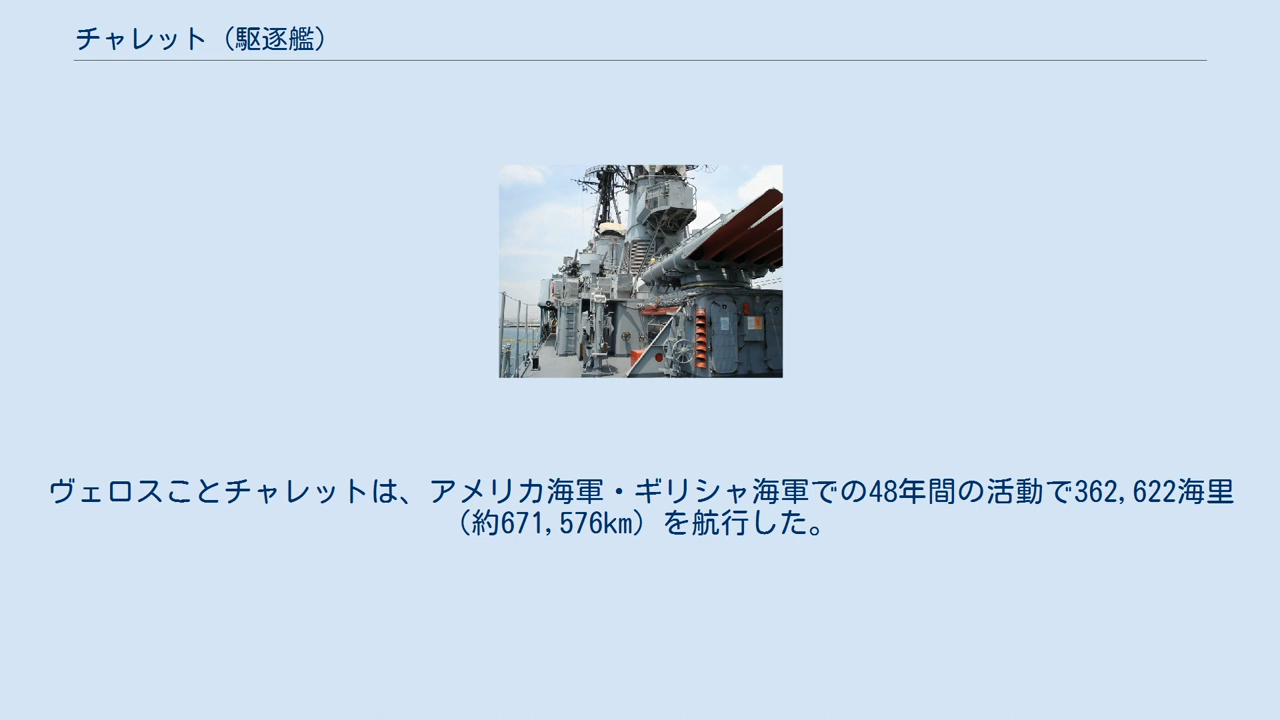 チャレット（駆逐艦）
ヴェロスことチャレットは、アメリカ海軍・ギリシャ海軍での48年間の活動で362,622海里
（約671,576km）を航行した。